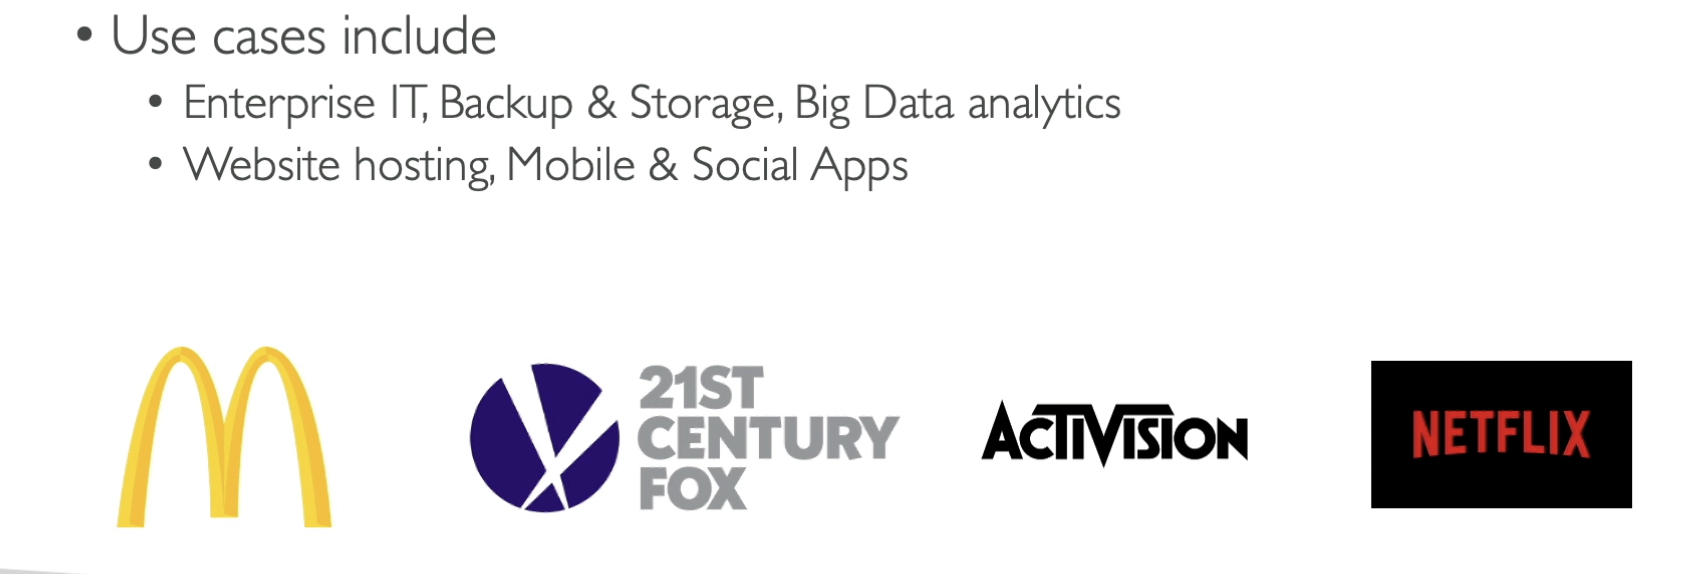 • Use cases include
• Enterprise IT, Backup & Storage, Big Data analytics
• Website hosting, Mobile & Social Apps
21ST
CENTURY
FOX
ACTIVISION
NETFLIX